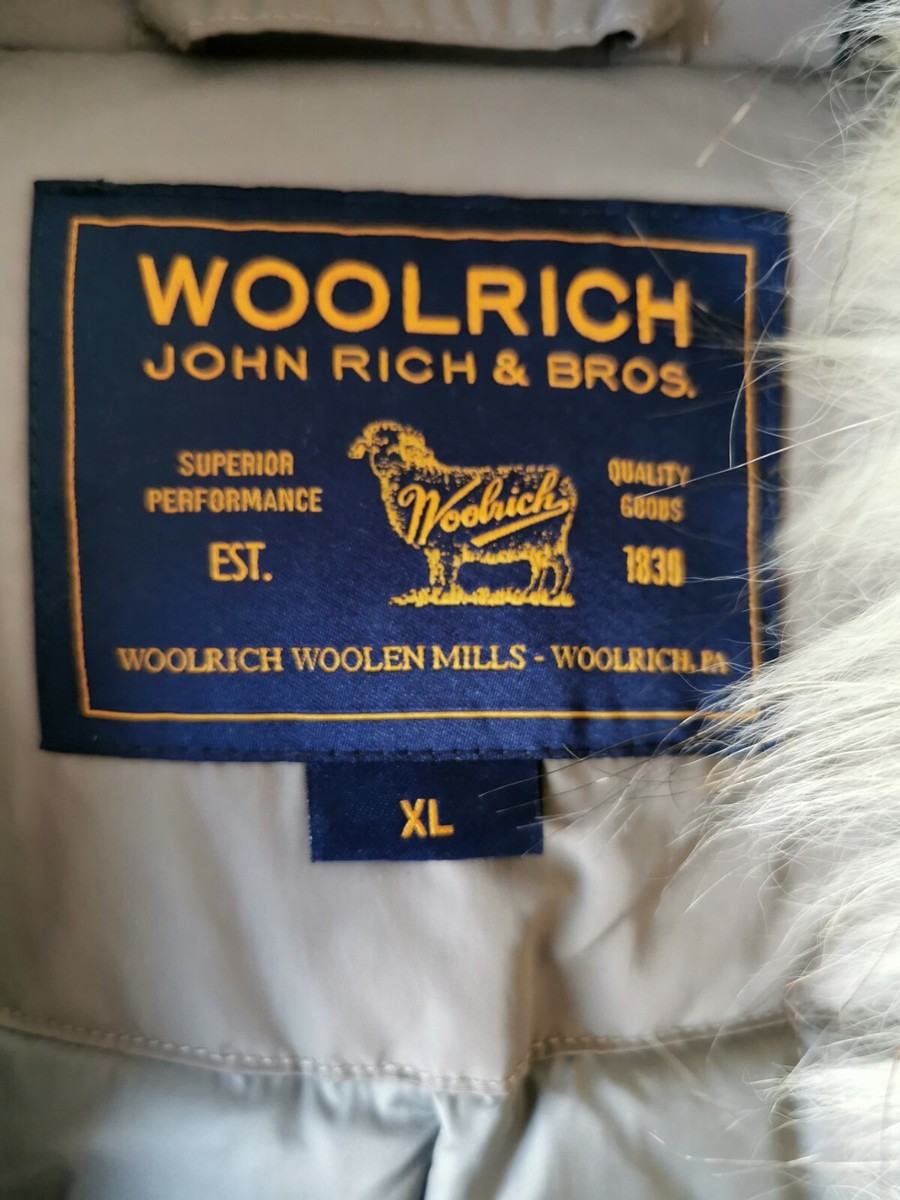 WOOLRICH
JOHN RICH & BROS.
SUPERIOR
PERFORMANCE
EST.
Woolrich
QUALITY
GOODS
1830
WOOLRICH WOOLEN MILLS - WOOLRICH, PA
XL